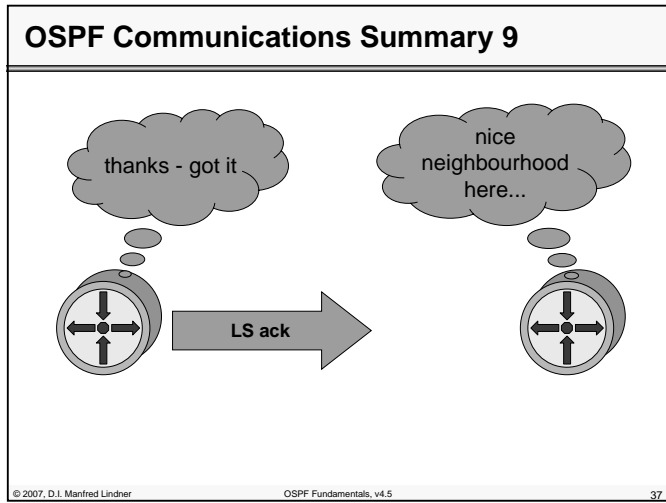 OSPF Communications Summary 9
thanks - got it
nice
neighbourhood
here...
LS ack
© 2007, D.I. Manfred Lindner
OSPF Fundamentals, v4.5
37